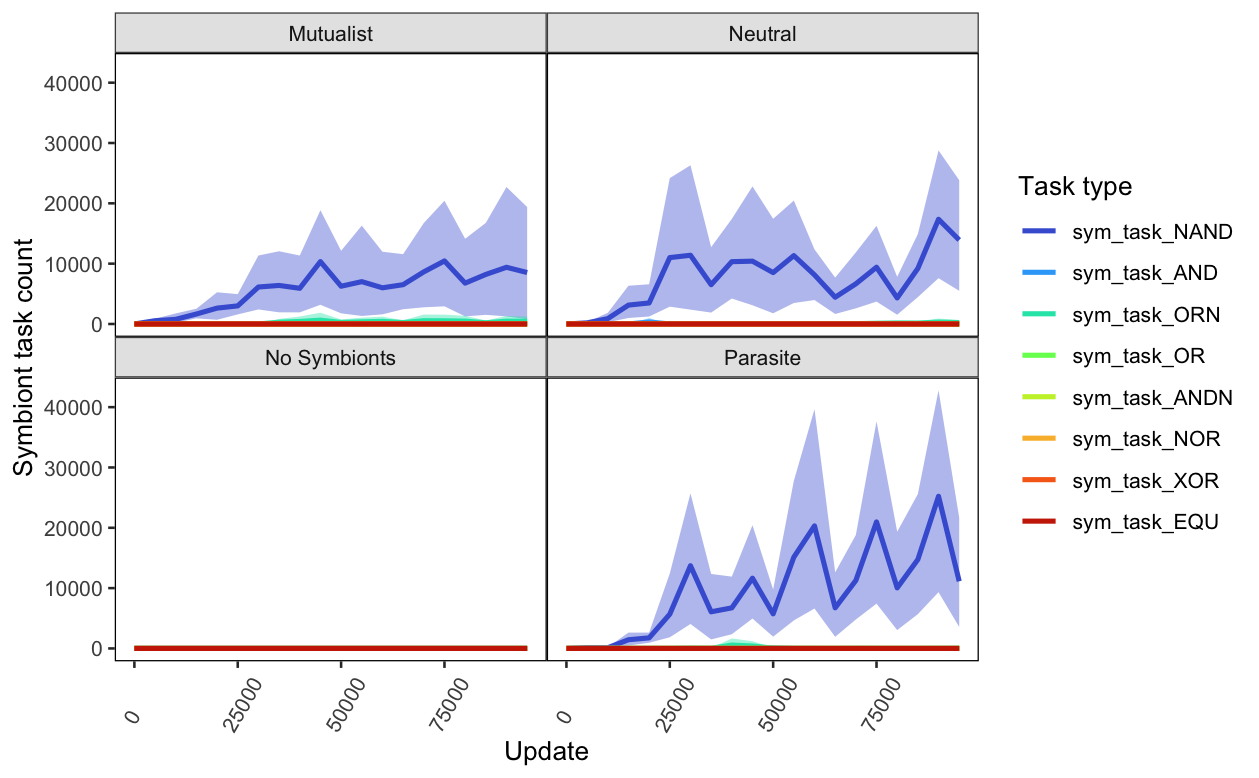 Mutualist
Neutral
40000
30000
20000
10000
0
No Symbionts
Parasite
40000
30000
20000
10000
0
0
25000
50000
75000
0
25000
50000
75000
Update
Symbiont task count
Task type
sym_task_NAND
sym_task_AND
sym_task_ORN
sym_task_OR
sym_task_ANDN
sym_task_NOR
sym_task_XOR
sym_task_EQU